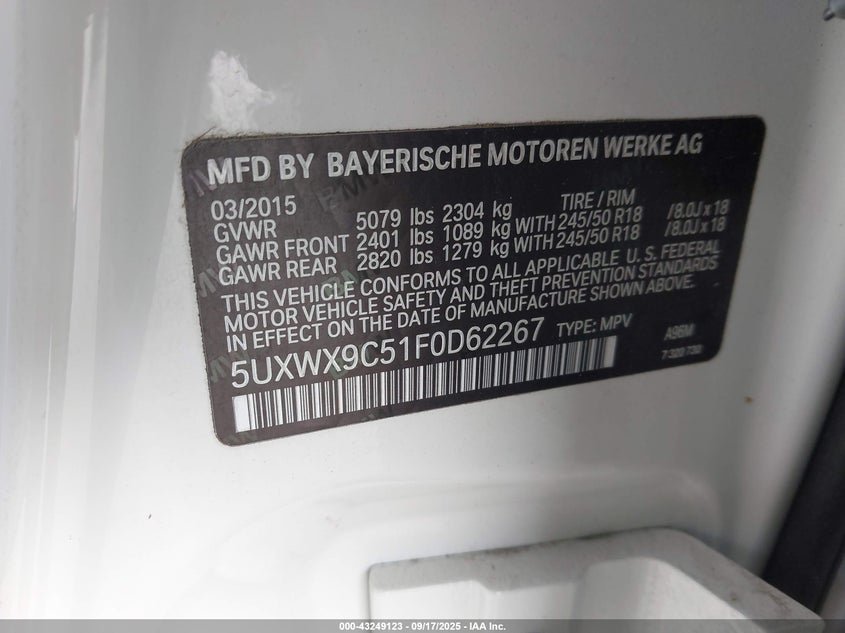 MFD BY BAYERISCHE MOTOREN WERKE AG
03/2015 TIRE / RIM
GVWR 5079 lbs 2304 kg
GAWR FRONT 2401 lbs 1089 kg WITH 245/50 R18 /8.0J x 18
GAWR REAR 2820 lbs 1279 kg WITH 245/50 R18 /8.0J x 18
THIS VEHICLE CONFORMS TO ALL APPLICABLE U. S. FEDERAL
MOTOR VEHICLE SAFETY AND THEFT PREVENTION STANDARDS
IN EFFECT ON THE DATE OF MANUFACTURE SHOWN ABOVE.
5UXWX9C51F0D62267 TYPE: MPV A96M
7 320 730
000-43249123 - 09/17/2025 - IAA Inc.